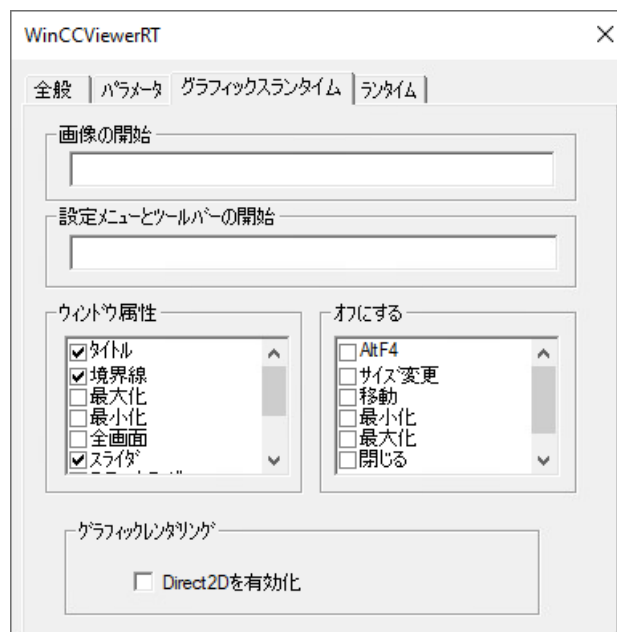 WinCCViewerRT
全般 パラメータ グラフィックスランタイム ランタイム
画像の開始
設定メニューとツールバーの開始
ウィンドウ属性
タイトル
境界線
最大化
最小化
全画面
スライダ
オフにする
AltF4
サイズ変更
移動
最小化
最大化
閉じる
グラフィックレンダリング
Direct2Dを有効化